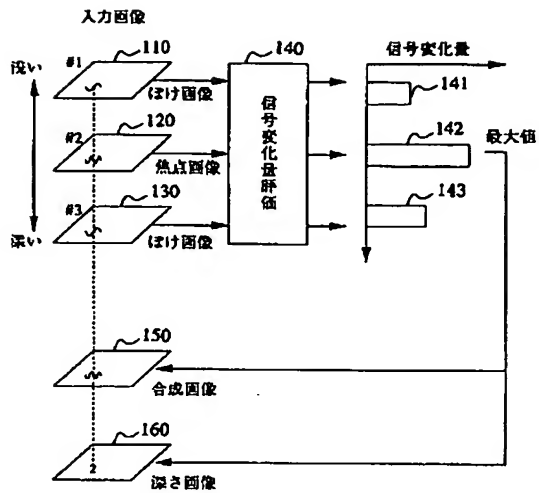 入力画像
浅い
#1
110
ぼけ画像
#2
120
焦点画像
#3
130
深い
ぼけ画像
140
信号変化量評価
信号変化量
141
142
最大値
143
150
合成画像
160
2
深さ画像